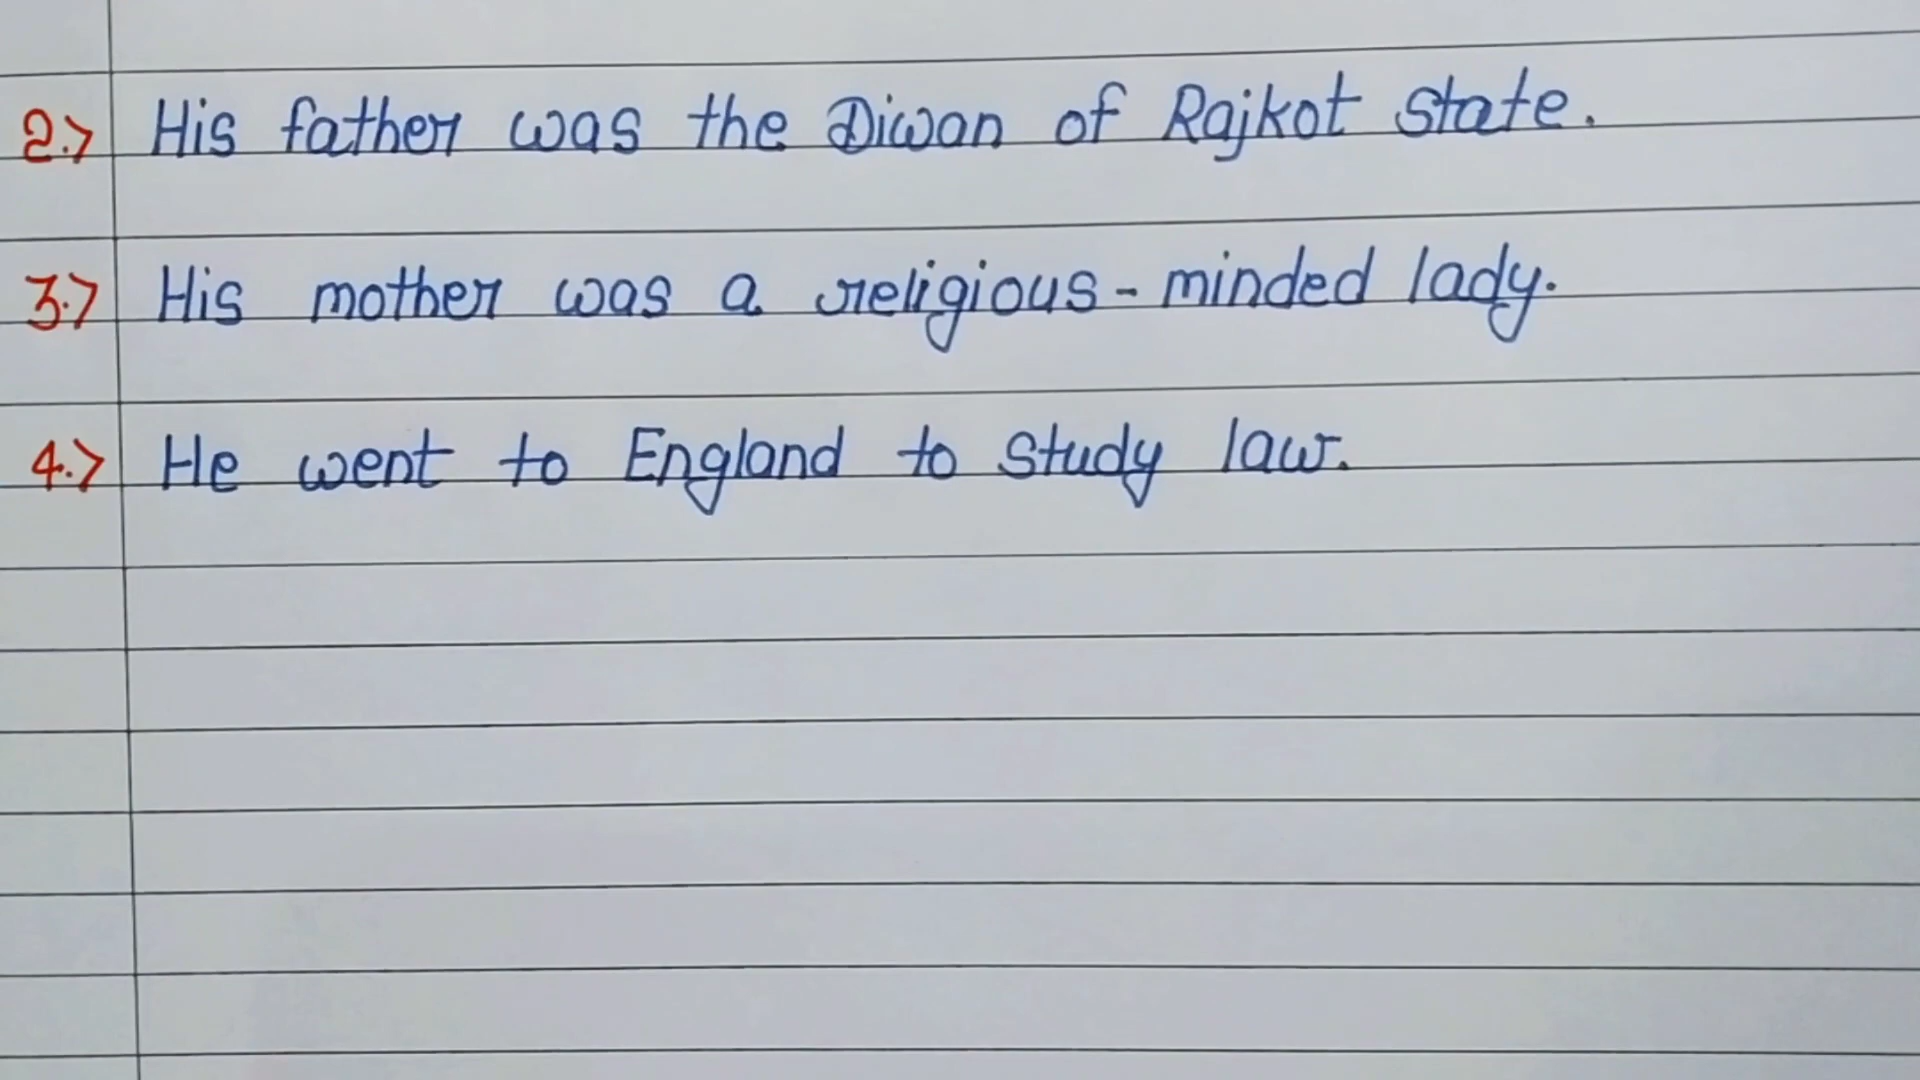 2.> His father was the Diwan of Rajkot state.
3.> His mother was a religious-minded lady.
4.> He went to England to study law.